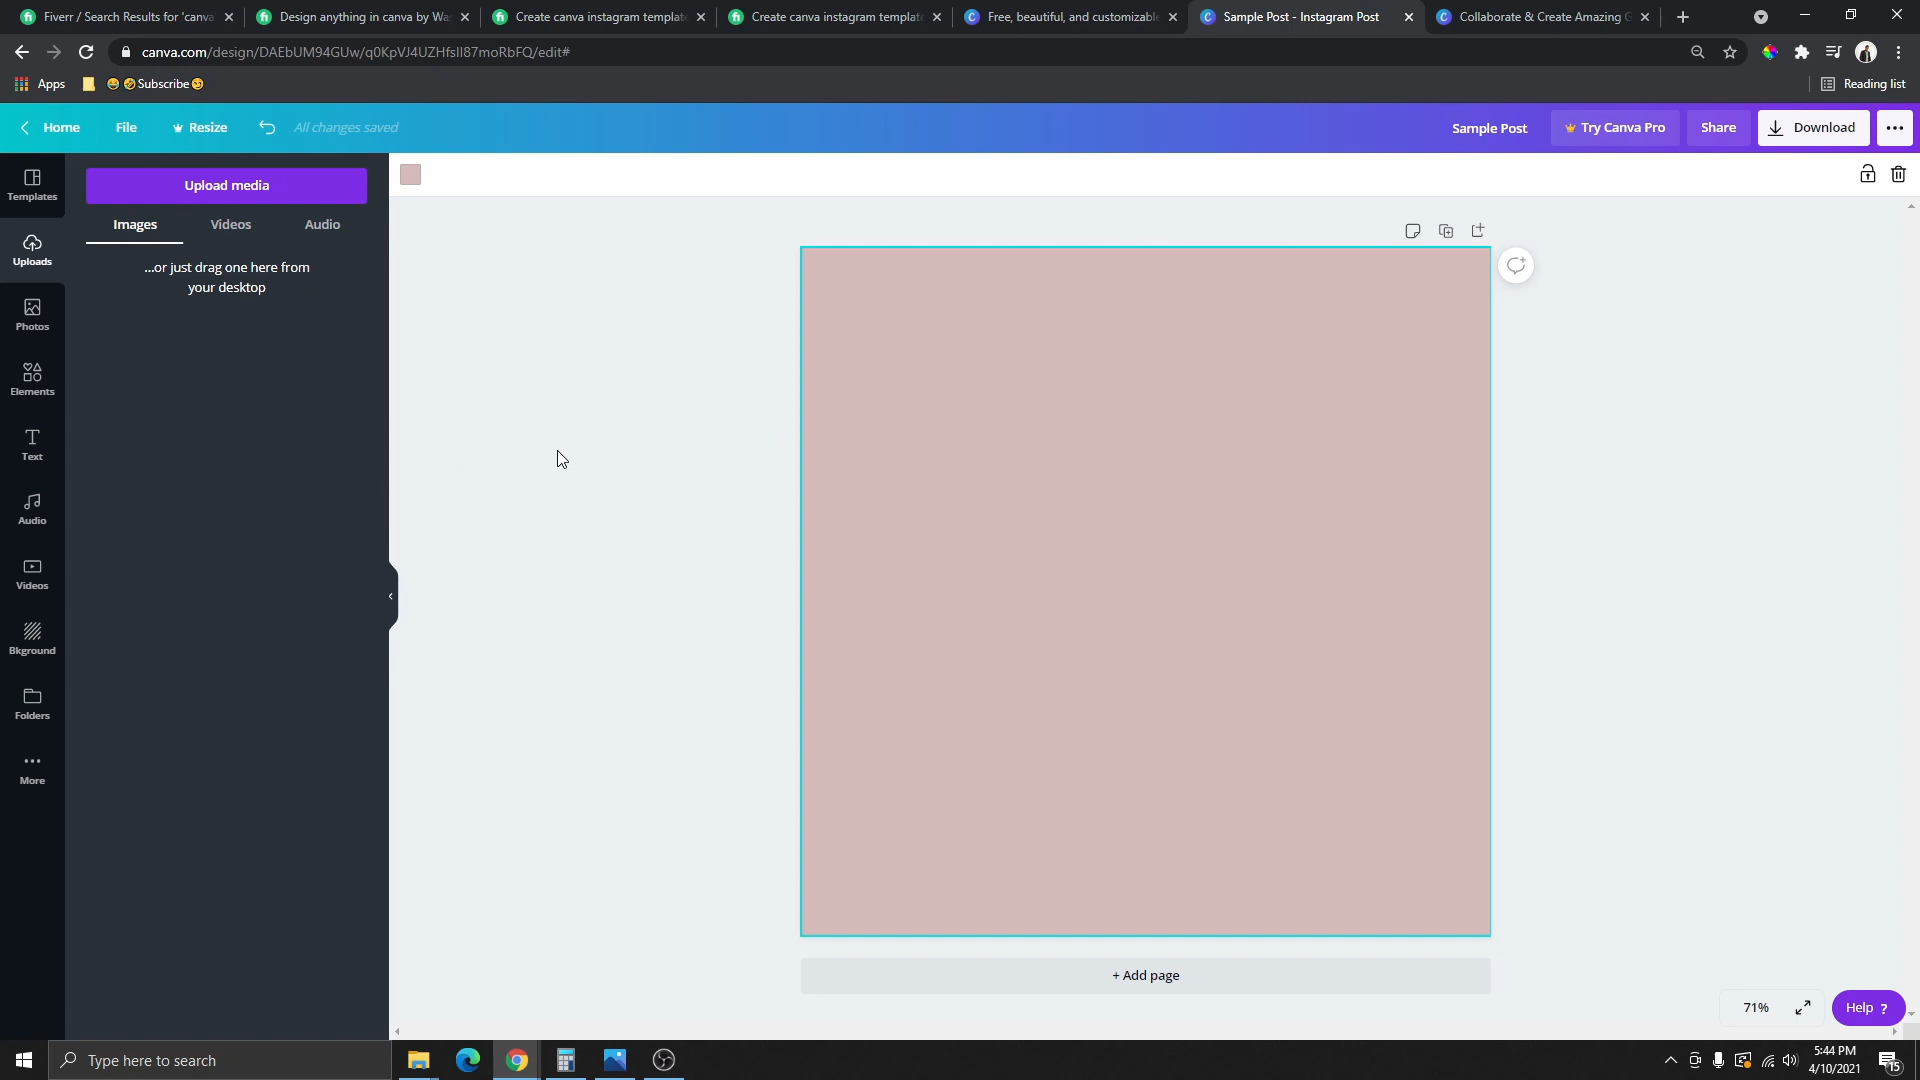 Fiverr / Search Results for 'canva
Design anything in canva by Wa
Create canva instagram templat
Create canva instagram templat
Free, beautiful, and customizabl
Sample Post - Instagram Post
Collaborate & Create Amazing G
canva.com/design/DAEbUM94GUw/q0KpVJ4UZHfsII87moRbFQ/edit#
Apps
Subscribe
Reading list
Home
File
Resize
All changes saved
Sample Post
Try Canva Pro
Share
Download
Templates
Uploads
Photos
Elements
Text
Audio
Videos
Bkground
Folders
More
Upload media
Images
Videos
Audio
...or just drag one here from
your desktop
+ Add page
71%
Help ?
Type here to search
5:44 PM
4/10/2021
15